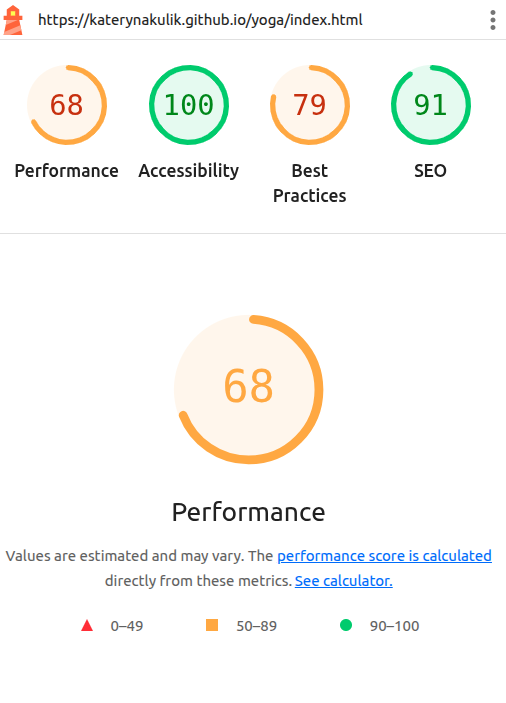 https://katerynakulik.github.io/yoga/index.html
68 100 79 91
Performance Accessibility Best Practices SEO
68
Performance
Values are estimated and may vary. The performance score is calculated
directly from these metrics. See calculator.
0–49 50–89 90–100